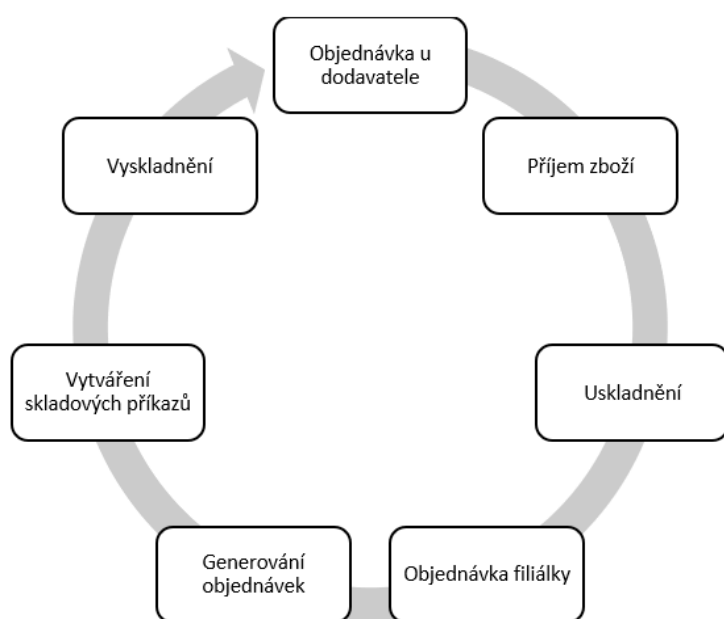 Objednávka u
dodavatele
Příjem zboží
Uskladnění
Objednávka filiálky
Generování
objednávek
Vytváření
skladových příkazů
Vyskladnění